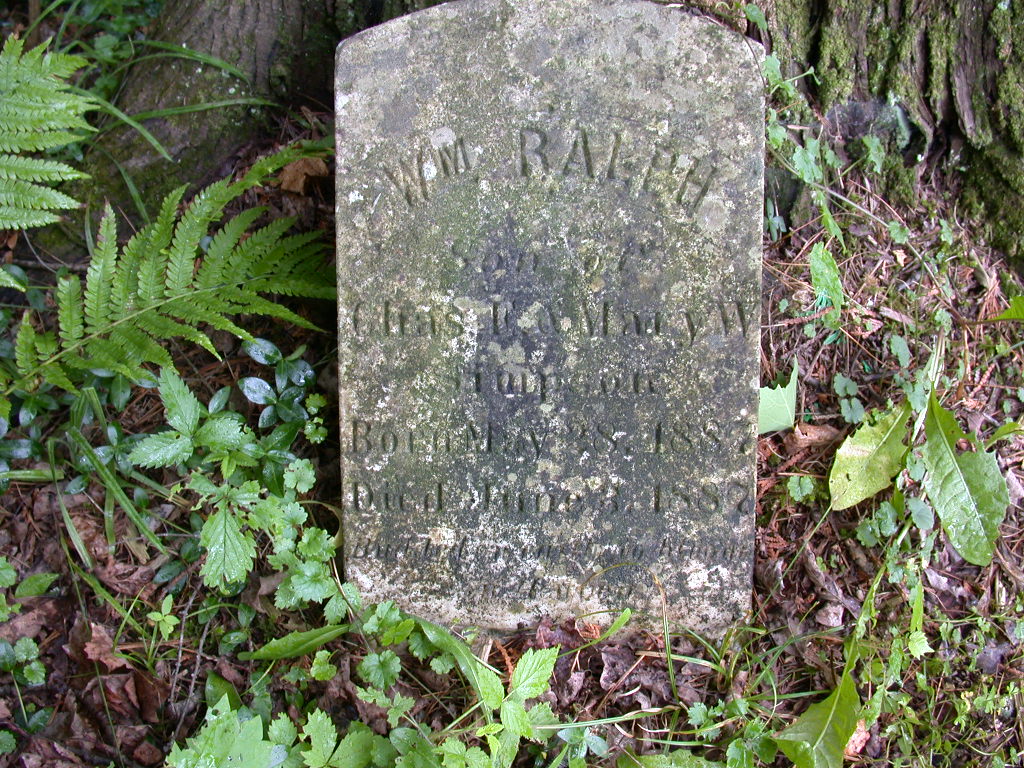 Wm RALPH
Son of
Chas. E. & Mary W.
Simpson
Born May 28, 1887
Died June 3, 1887